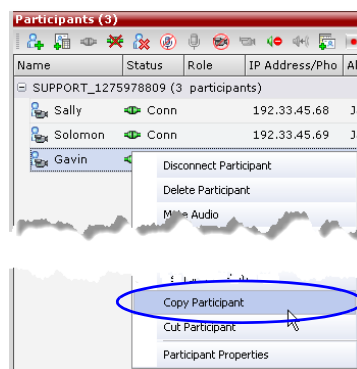 Participants (3)
Name Status Role IP Address/Pho
SUPPORT_1275978809 (3 participants)
Sally Conn 192.33.45.68
Solomon Conn 192.33.45.69
Gavin
Disconnect Participant
Delete Participant
Mute Audio
Copy Participant
Cut Participant
Participant Properties